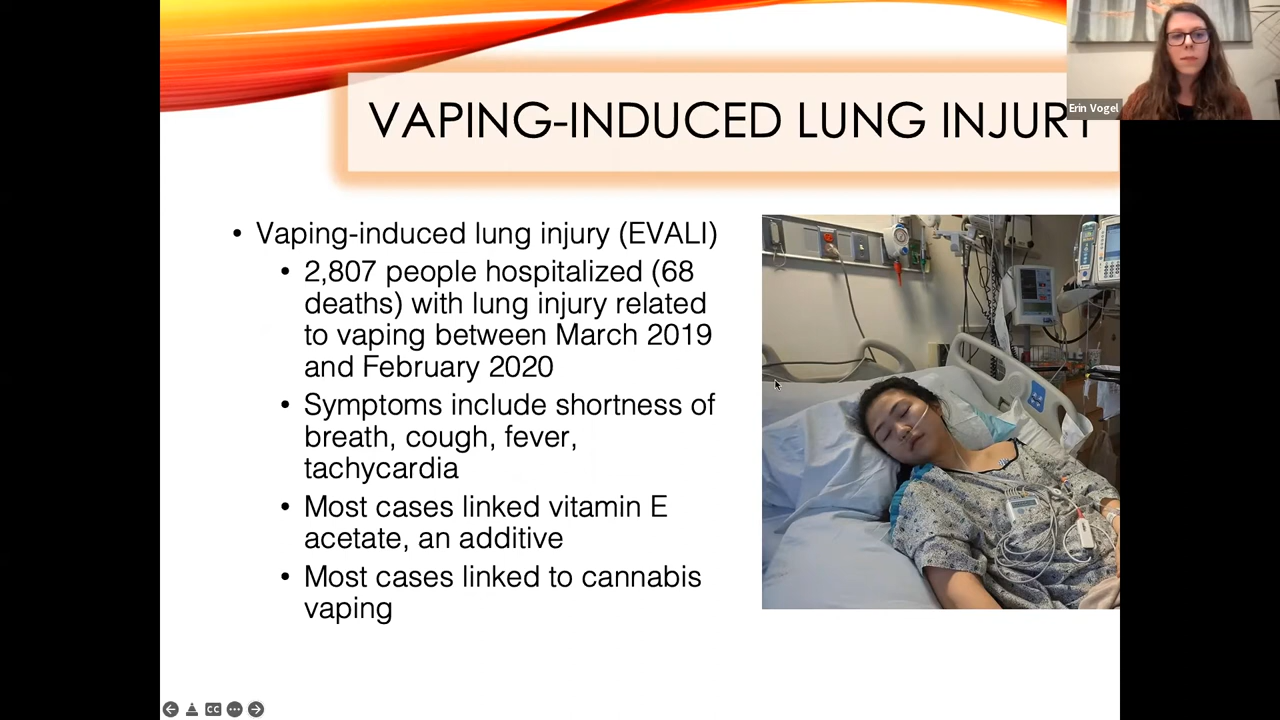 VAPING-INDUCED LUNG INJURY
Erin Vogel
• Vaping-induced lung injury (EVALI)
• 2,807 people hospitalized (68
deaths) with lung injury related
to vaping between March 2019
and February 2020
• Symptoms include shortness of
breath, cough, fever,
tachycardia
• Most cases linked vitamin E
acetate, an additive
• Most cases linked to cannabis
vaping
CC